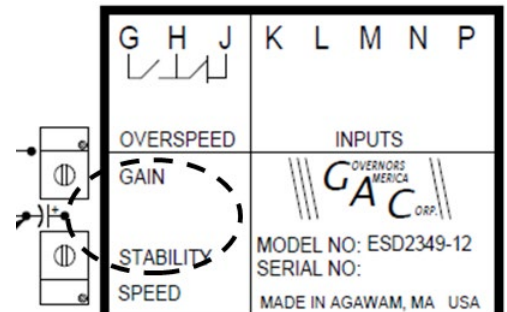 G H J K L M N P
OVERSPEED INPUTS
GAIN
GOVERNORS
AMERICA
CORP.
STABILITY
MODEL NO: ESD2349-12
SERIAL NO:
SPEED
MADE IN AGAWAM, MA USA